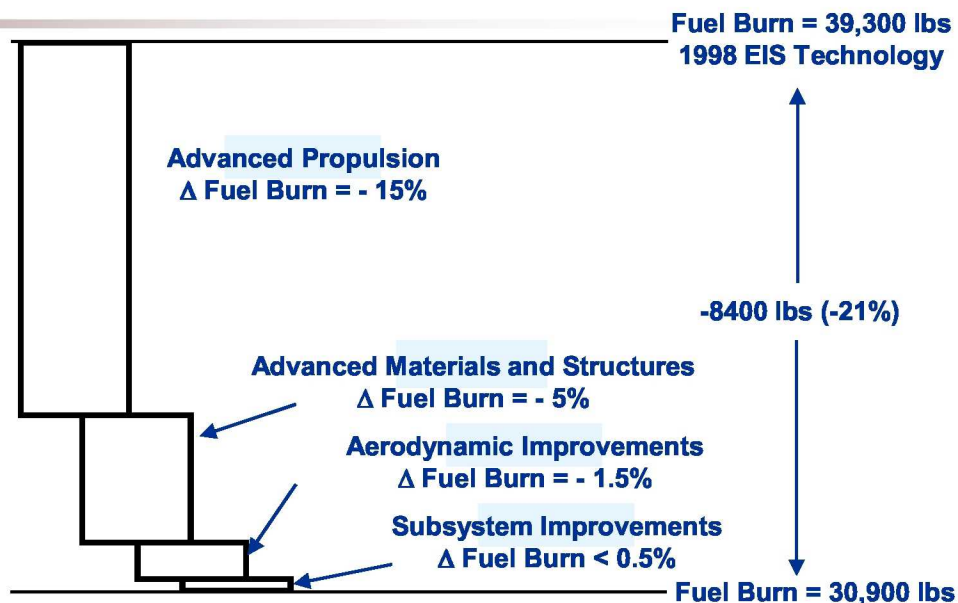 Fuel Burn = 39,300 lbs
1998 EIS Technology
Advanced Propulsion
Δ Fuel Burn = - 15%
-8400 lbs (-21%)
Advanced Materials and Structures
Δ Fuel Burn = - 5%
Aerodynamic Improvements
Δ Fuel Burn = - 1.5%
Subsystem Improvements
Δ Fuel Burn < 0.5%
Fuel Burn = 30,900 lbs